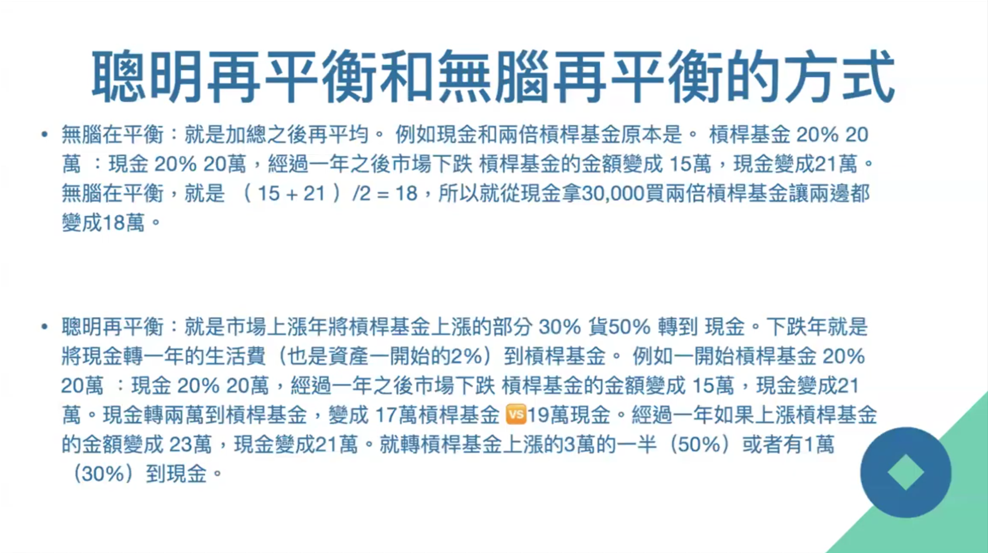 聰明再平衡和無腦再平衡的方式
• 無腦在平衡：就是加總之後再平均。 例如現金和兩倍槓桿基金原本是。 槓桿基金 20% 20
萬 ：現金 20% 20萬，經過一年之後市場下跌 槓桿基金的金額變成 15萬，現金變成21萬。
無腦在平衡，就是 （ 15 + 21 ）/2 = 18，所以就從現金拿30,000買兩倍槓桿基金讓兩邊都
變成18萬。
• 聰明再平衡：就是市場上漲年將槓桿基金上漲的部分 30% 貨50% 轉到 現金。下跌年就是
將現金轉一年的生活費（也是資產一開始的2%）到槓桿基金。 例如一開始槓桿基金 20%
20萬 ：現金 20% 20萬，經過一年之後市場下跌 槓桿基金的金額變成 15萬，現金變成21
萬。現金轉兩萬到槓桿基金，變成 17萬槓桿基金 🆚19萬現金。經過一年如果上漲槓桿基金
的金額變成 23萬，現金變成21萬。就轉槓桿基金上漲的3萬的一半（50%）或者有1萬
（30%）到現金。